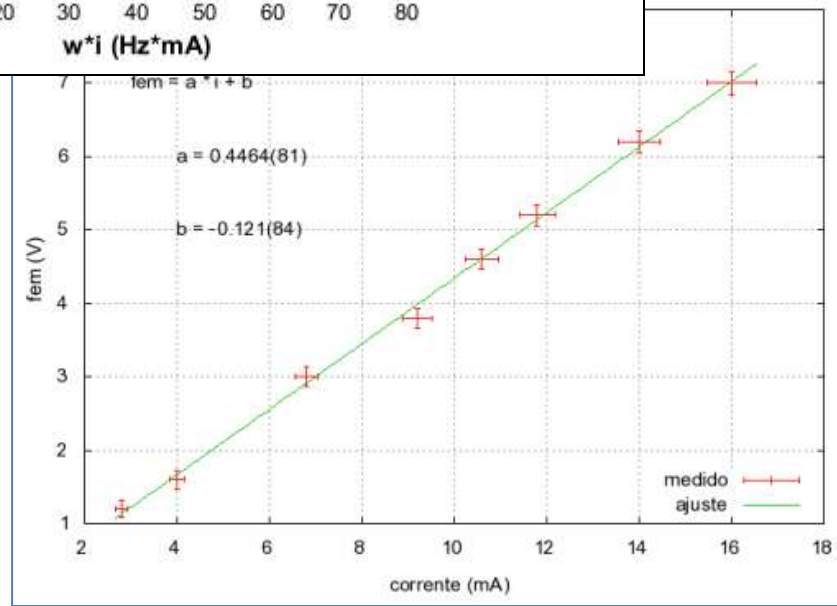 20 30 40 50 60 70 80
w*i (Hz*mA)
fem = a * i + b
a = 0.4464(81)
b = -0.121(84)
7
6
5
4
3
2
1
fem (V)
medido
ajuste
2 4 6 8 10 12 14 16 18
corrente (mA)